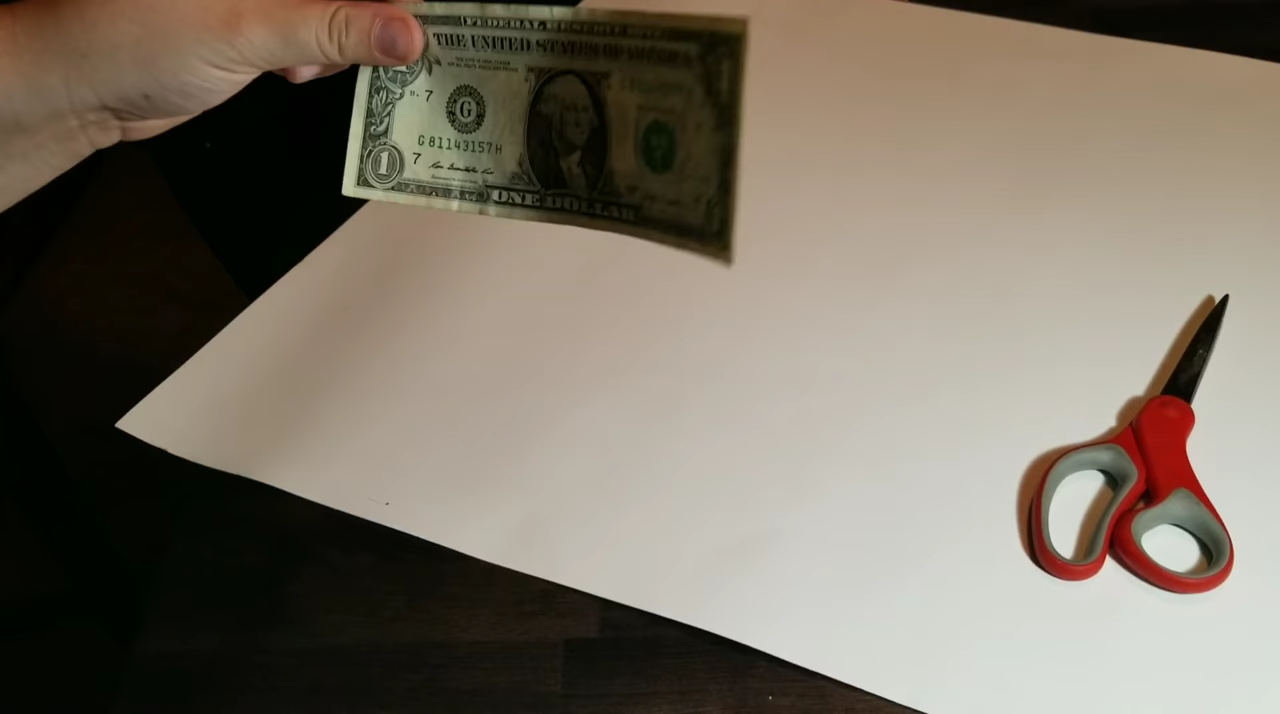 FEDERAL RESERVE NOTE
THE UNITED STATES OF AMERICA
7
G
G 81143157 H
7
1
ONE DOLLAR